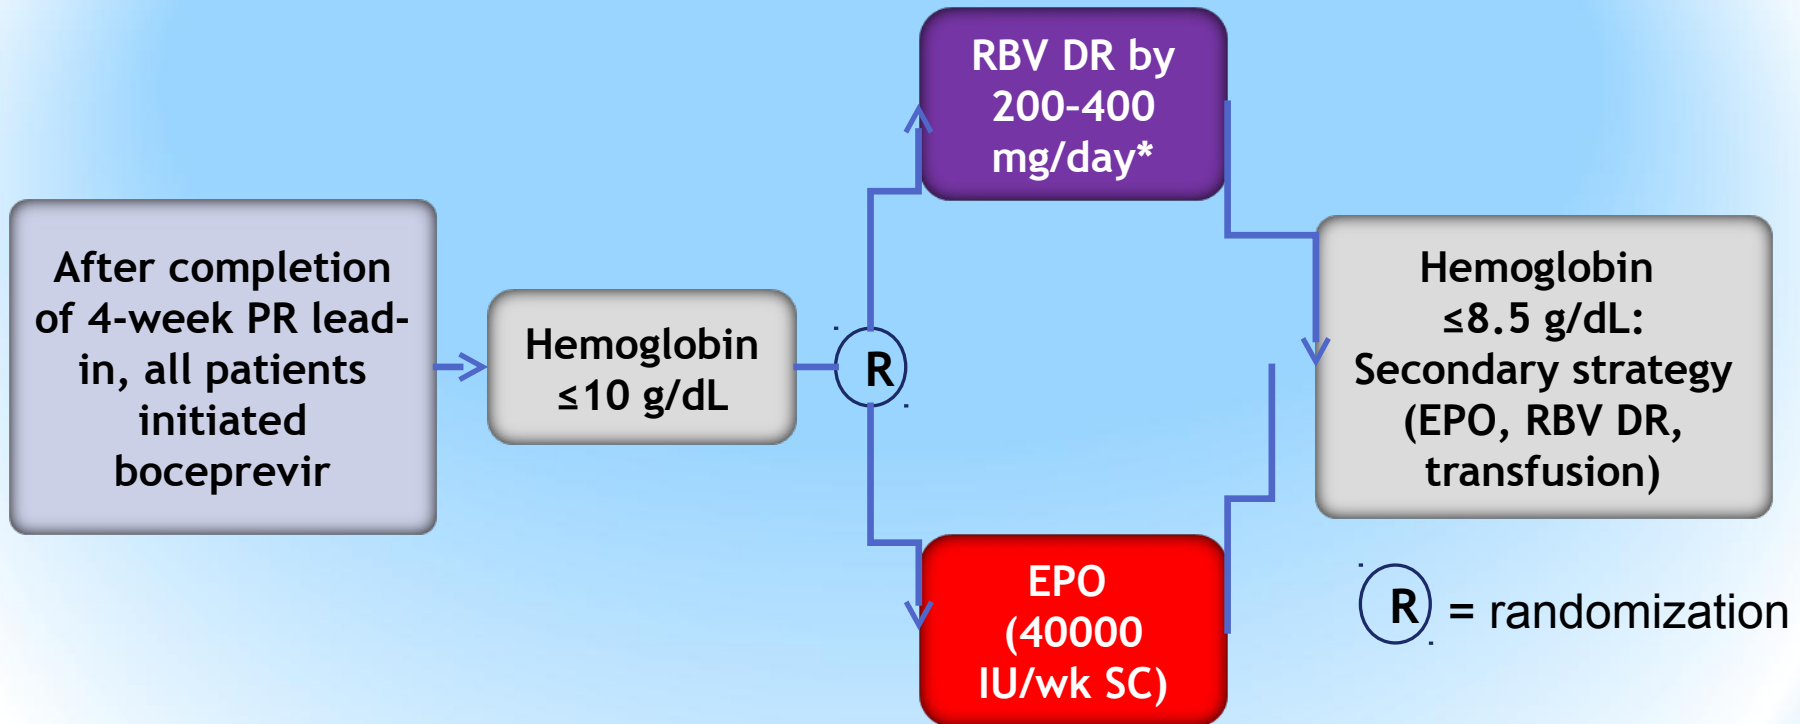 After completion
of 4-week PR lead-
in, all patients
initiated
boceprevir
Hemoglobin
≤10 g/dL
R
RBV DR by
200-400
mg/day*
EPO
(40000
IU/wk SC)
Hemoglobin
≤8.5 g/dL:
Secondary strategy
(EPO, RBV DR,
transfusion)
R = randomization